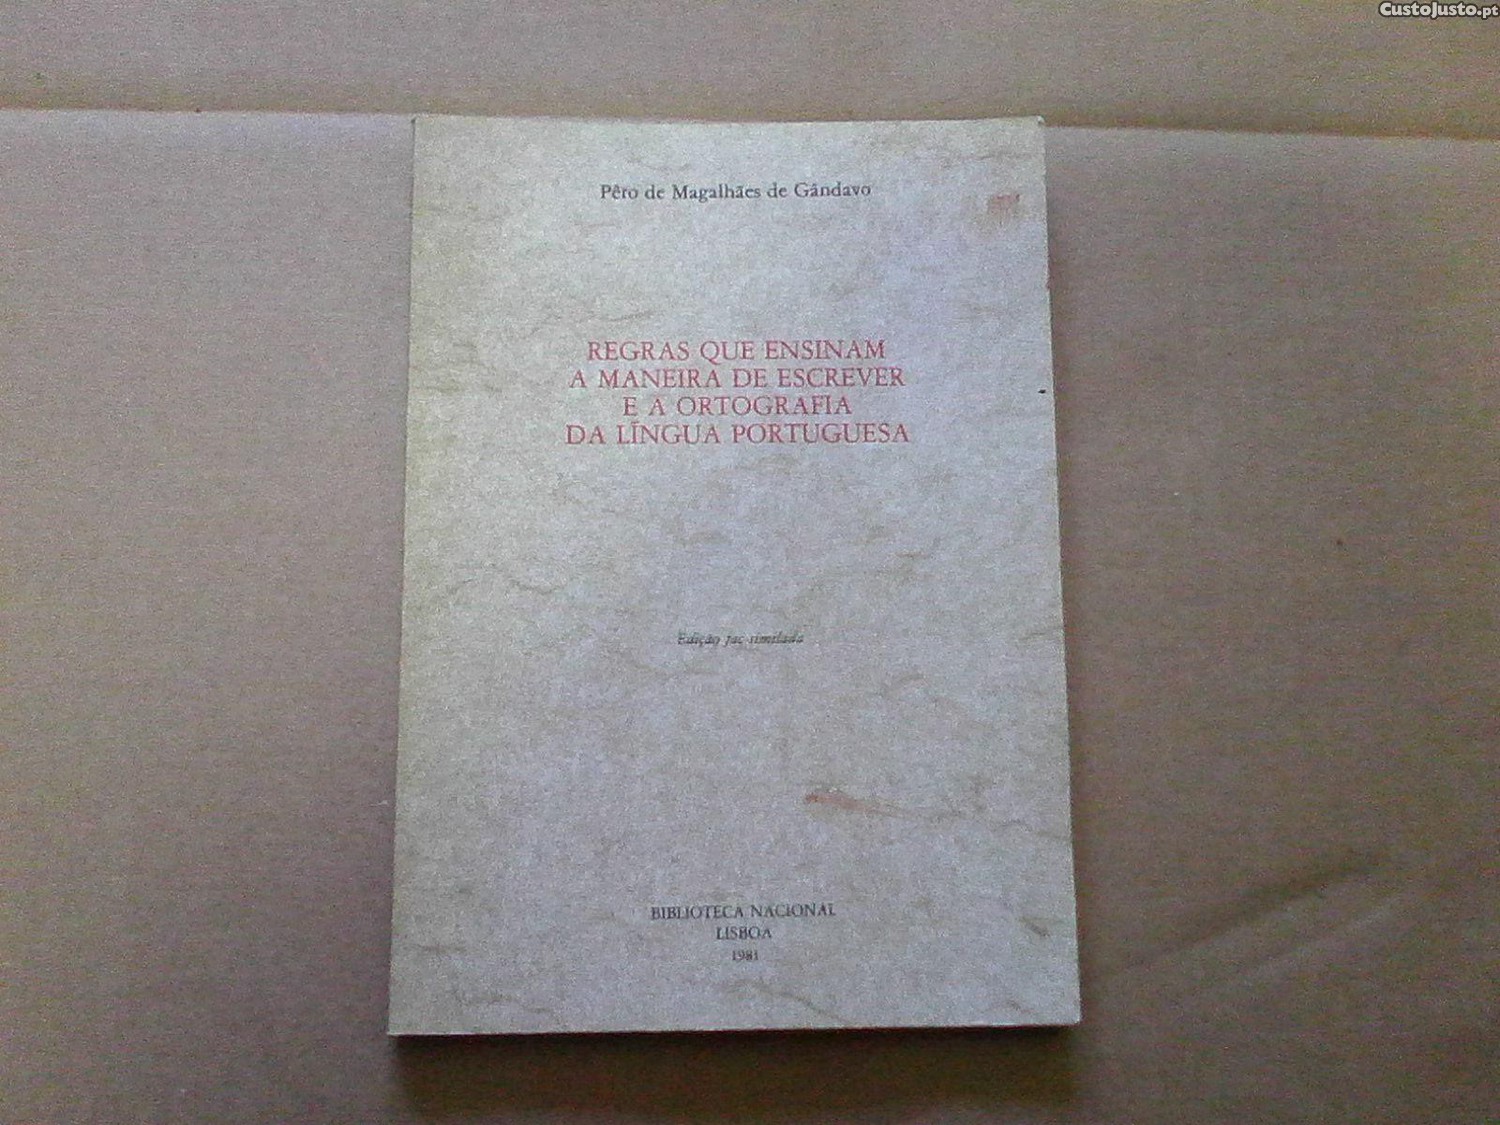 CustoJusto.pt
Pêro de Magalhães de Gândavo
REGRAS QUE ENSINAM
A MANEIRA DE ESCREVER
E A ORTOGRAFIA
DA LÍNGUA PORTUGUESA
Edição fac-similada
BIBLIOTECA NACIONAL
LISBOA
1981